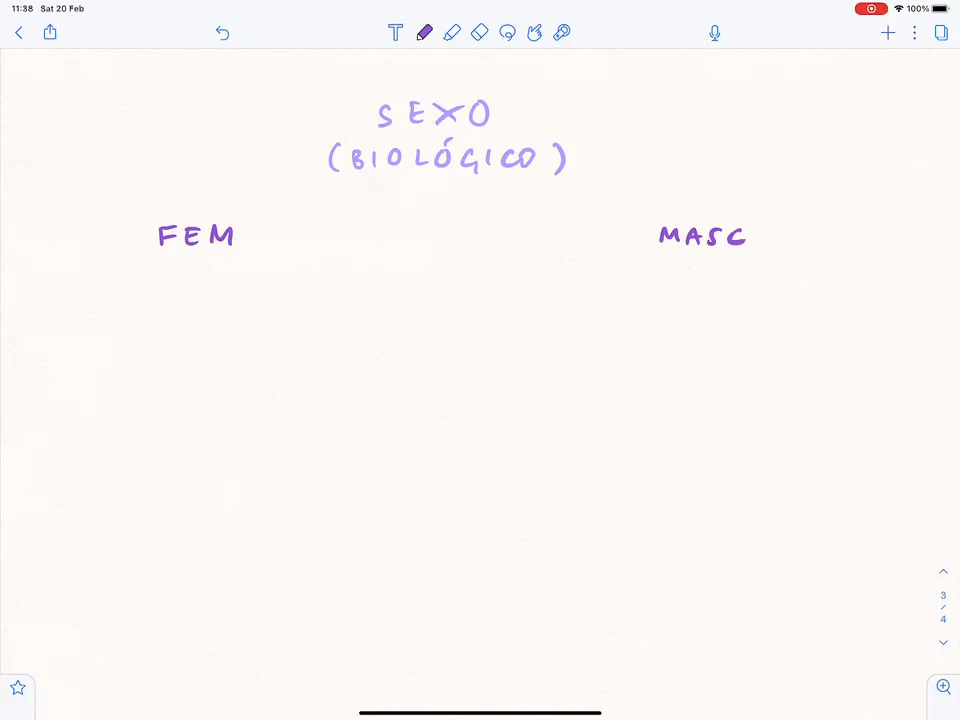 11:38 Sat 20 Feb 100%
T
SEXO
(BIOLÓGICO)
FEM MASC
3
/
4